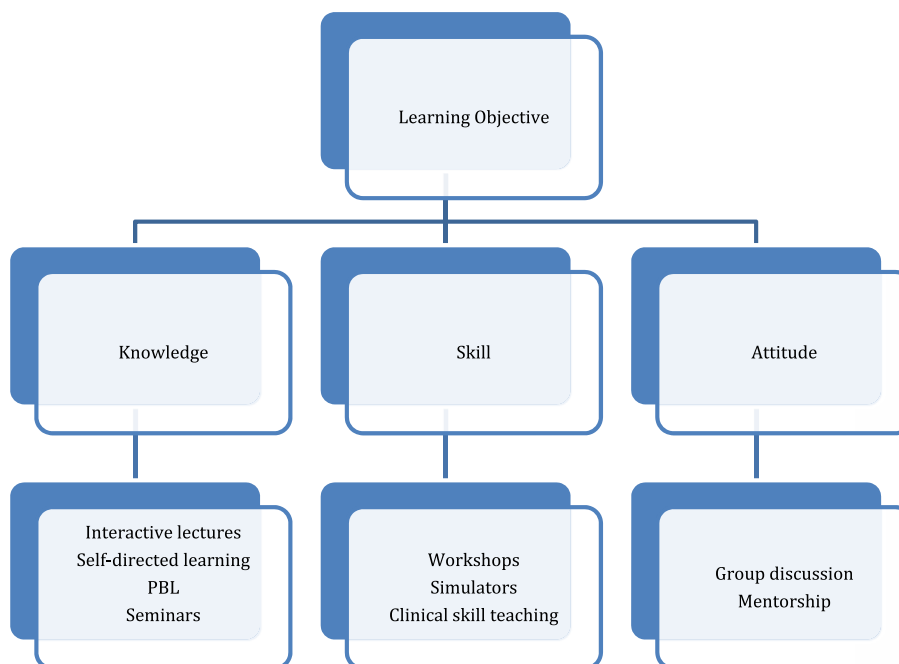 Learning Objective
Knowledge
Skill
Attitude
Interactive lectures
Self-directed learning
PBL
Seminars
Workshops
Simulators
Clinical skill teaching
Group discussion
Mentorship